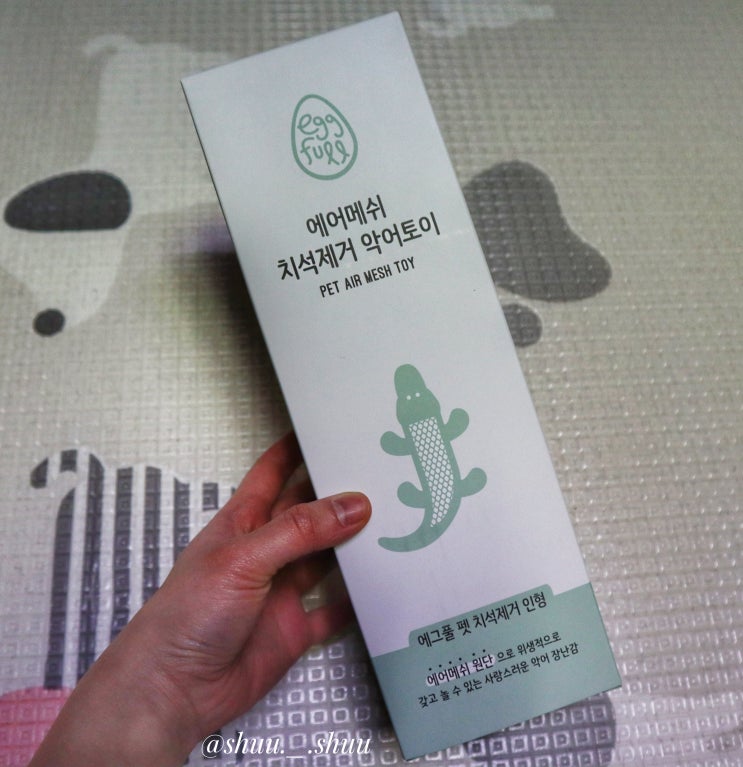 egg
full
에어메쉬
치석제거 악어토이
PET AIR MESH TOY
에그풀 펫 치석제거 인형
에어메쉬 원단 으로 위생적으로
갖고 놀 수 있는 사랑스러운 악어 장난감
@shuu._.shuu